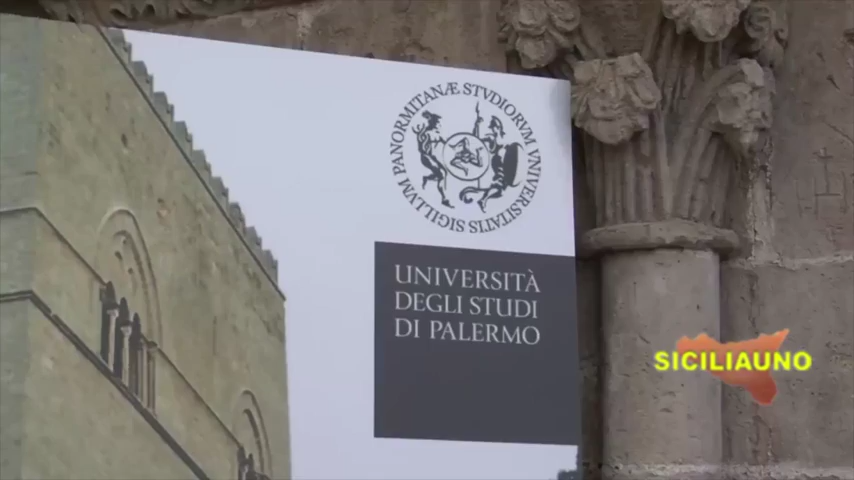 SIGILLVM PANORMITANÆ STVDIORVM VNIVERSITATIS
UNIVERSITÀ
DEGLI STUDI
DI PALERMO
SICILIAUNO